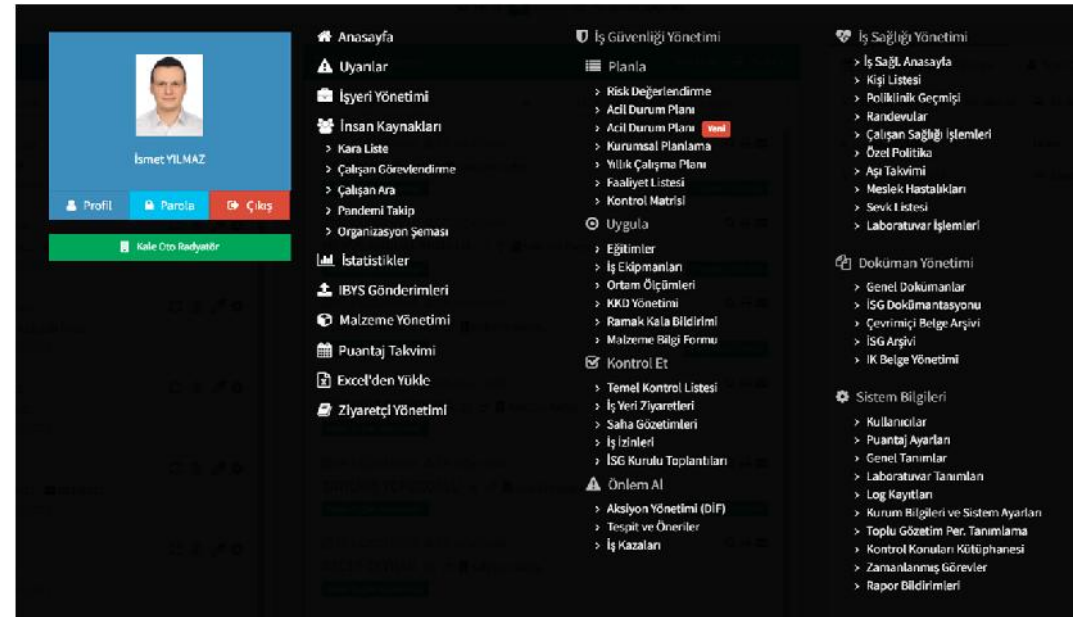 İsmet YILMAZ
Profil
Parola
Çıkış
Kale Oto Radyatör
Anasayfa
Uyarılar
İşyeri Yönetimi
İnsan Kaynakları
> Kara Liste
> Çalışan Görevlendirme
> Çalışan Ara
> Pandemi Takip
> Organizasyon Şeması
İstatistikler
IBYS Gönderimleri
Malzeme Yönetimi
Puantaj Takvimi
Excel'den Yükle
Ziyaretçi Yönetimi
İş Güvenliği Yönetimi
Planla
> Risk Değerlendirme
> Acil Durum Planı
> Acil Durum Planı Yeni
> Kurumsal Planlama
> Yıllık Çalışma Planı
> Faaliyet Listesi
> Kontrol Matrisi
Uygula
> Eğitimler
> İş Ekipmanları
> Ortam Ölçümleri
> KKD Yönetimi
> Ramak Kala Bildirimi
> Malzeme Bilgi Formu
Kontrol Et
> Temel Kontrol Listesi
> İş Yeri Ziyaretleri
> Saha Gözetimleri
> İş İzinleri
> İSG Kurulu Toplantıları
Önlem Al
> Aksiyon Yönetimi (DİF)
> Tespit ve Öneriler
> İş Kazaları
İş Sağlığı Yönetimi
> İş Sağl. Anasayfa
> Kişi Listesi
> Poliklinik Geçmişi
> Randevular
> Çalışan Sağlığı İşlemleri
> Özel Politika
> Aşı Takvimi
> Meslek Hastalıkları
> Sevk Listesi
> Laboratuvar İşlemleri
Doküman Yönetimi
> Genel Dokümanlar
> İSG Dokümantasyonu
> Çevrimiçi Belge Arşivi
> İSG Arşivi
> IK Belge Yönetimi
Sistem Bilgileri
> Kullanıcılar
> Puantaj Ayarları
> Genel Tanımlar
> Laboratuvar Tanımları
> Log Kayıtları
> Kurum Bilgileri ve Sistem Ayarları
> Toplu Gözetim Per. Tanımlama
> Kontrol Konuları Kütüphanesi
> Zamanlanmış Görevler
> Rapor Bildirimleri